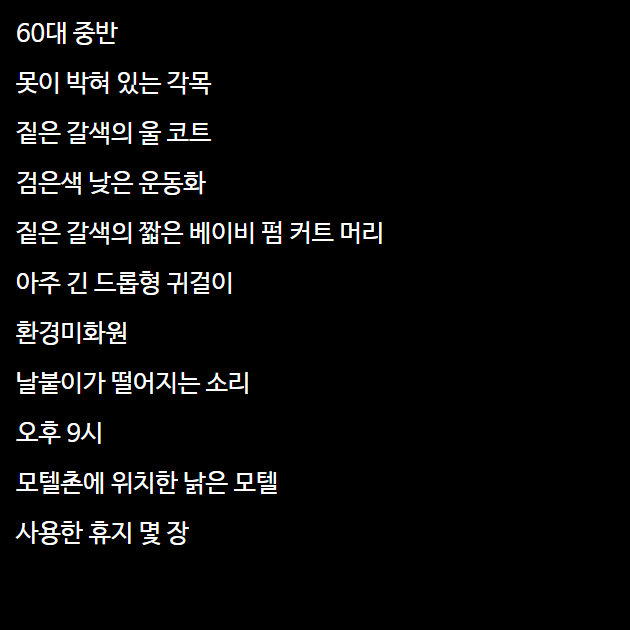 60대 중반
못이 박혀 있는 각목
짙은 갈색의 울 코트
검은색 낮은 운동화
짙은 갈색의 짧은 베이비 펌 커트 머리
아주 긴 드롭형 귀걸이
환경미화원
날붙이가 떨어지는 소리
오후 9시
모텔촌에 위치한 낡은 모텔
사용한 휴지 몇 장